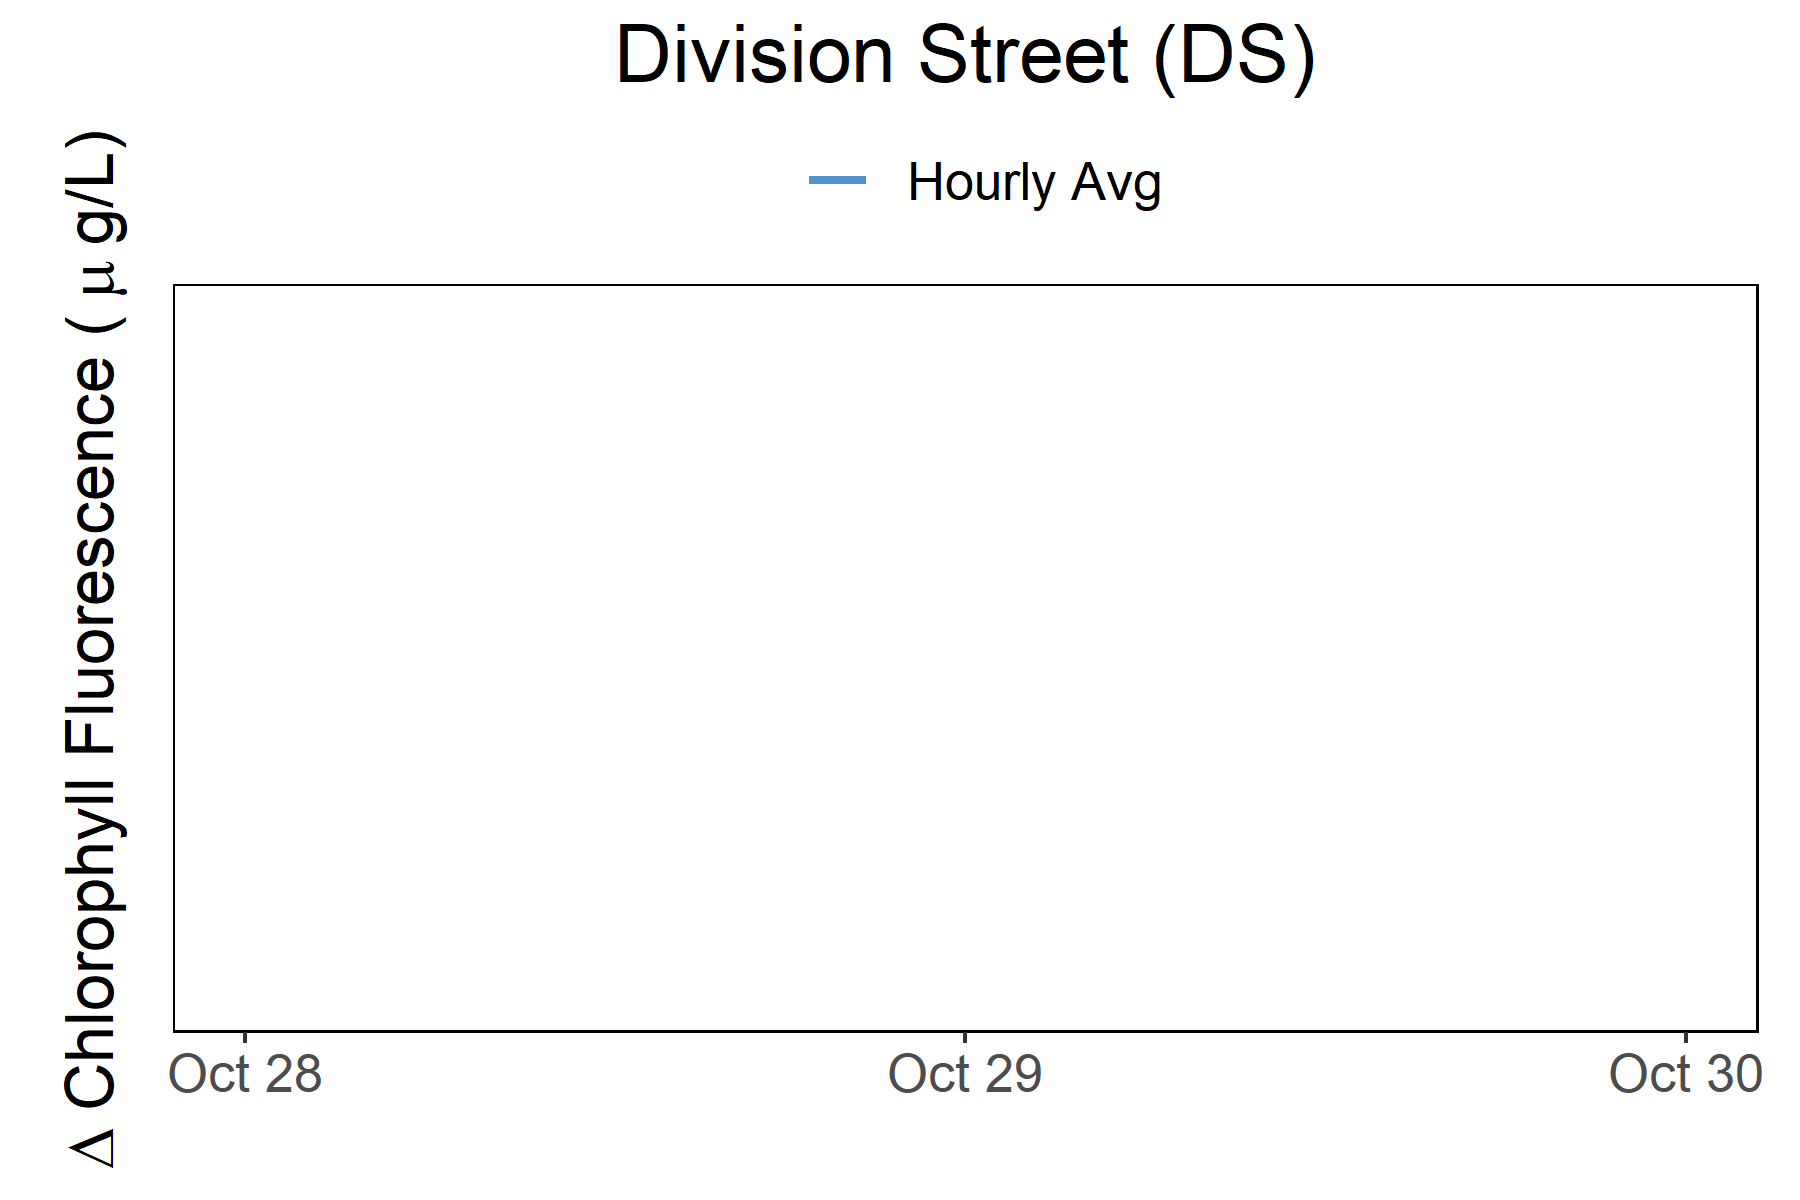 Division Street (DS)
Hourly Avg
Δ Chlorophyll Fluorescence ( μ g/L)
Oct 28
Oct 29
Oct 30